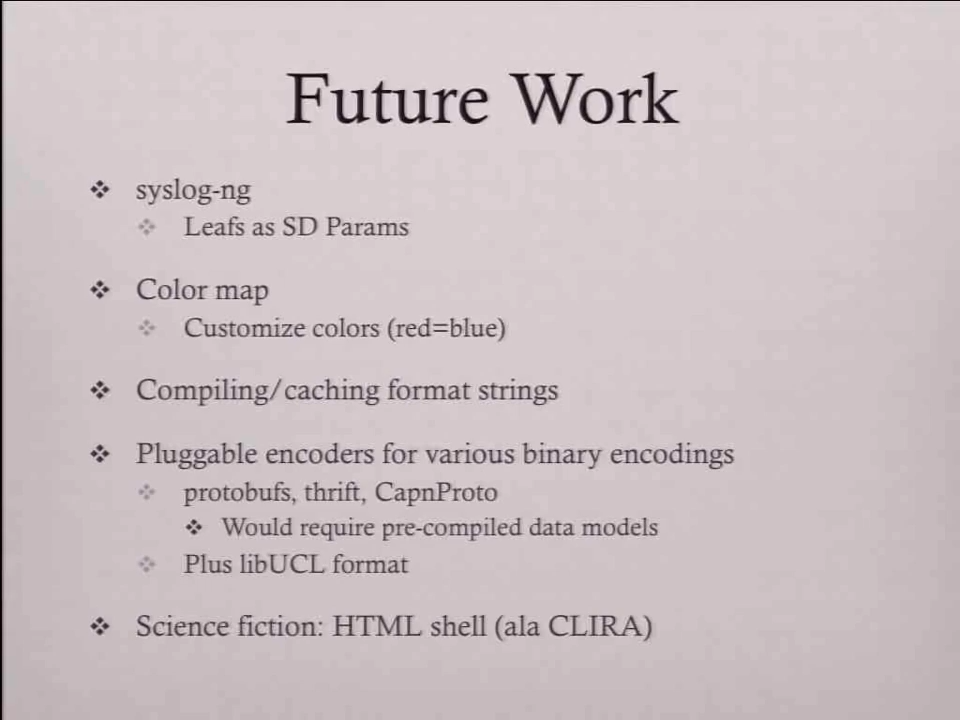 Future Work
syslog-ng
Leafs as SD Params
Color map
Customize colors (red=blue)
Compiling/caching format strings
Pluggable encoders for various binary encodings
protobufs, thrift, CapnProto
Would require pre-compiled data models
Plus libUCL format
Science fiction: HTML shell (ala CLIRA)